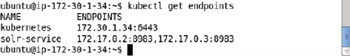 ubuntu@ip-172-30-1-34:~$ kubectl get endpoints
NAME ENDPOINTS
kubernetes 172.30.1.34:6443
solr-service 172.17.0.2:8983,172.17.0.3:8983
ubuntu@ip-172-30-1-34:~$